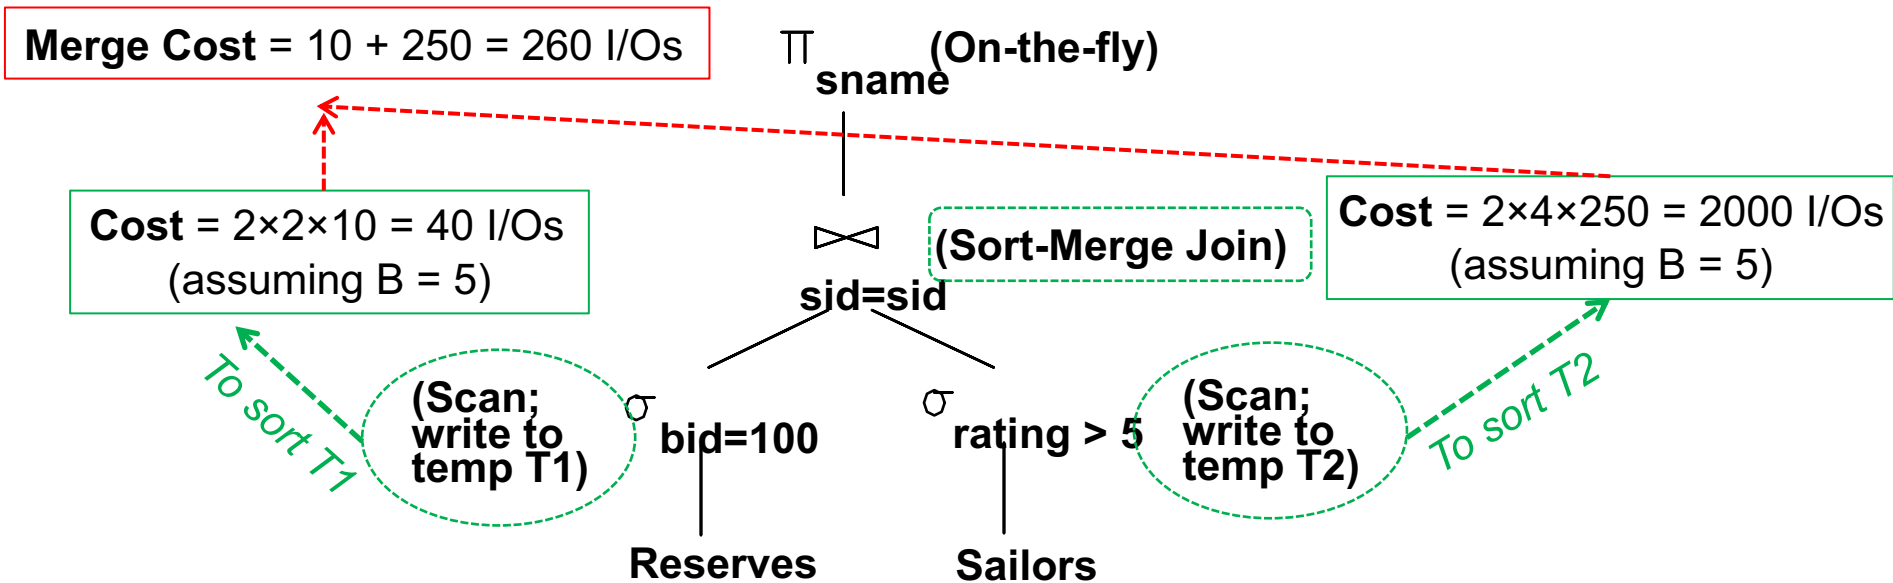 Merge Cost = 10 + 250 = 260 I/Os
∏ sname (On-the-fly)
Cost = 2×2×10 = 40 I/Os
(assuming B = 5)
⋈ sid=sid
(Sort-Merge Join)
Cost = 2×4×250 = 2000 I/Os
(assuming B = 5)
To sort T1
(Scan;
write to
temp T1)
σ bid=100
σ rating > 5
(Scan;
write to
temp T2)
To sort T2
Reserves
Sailors